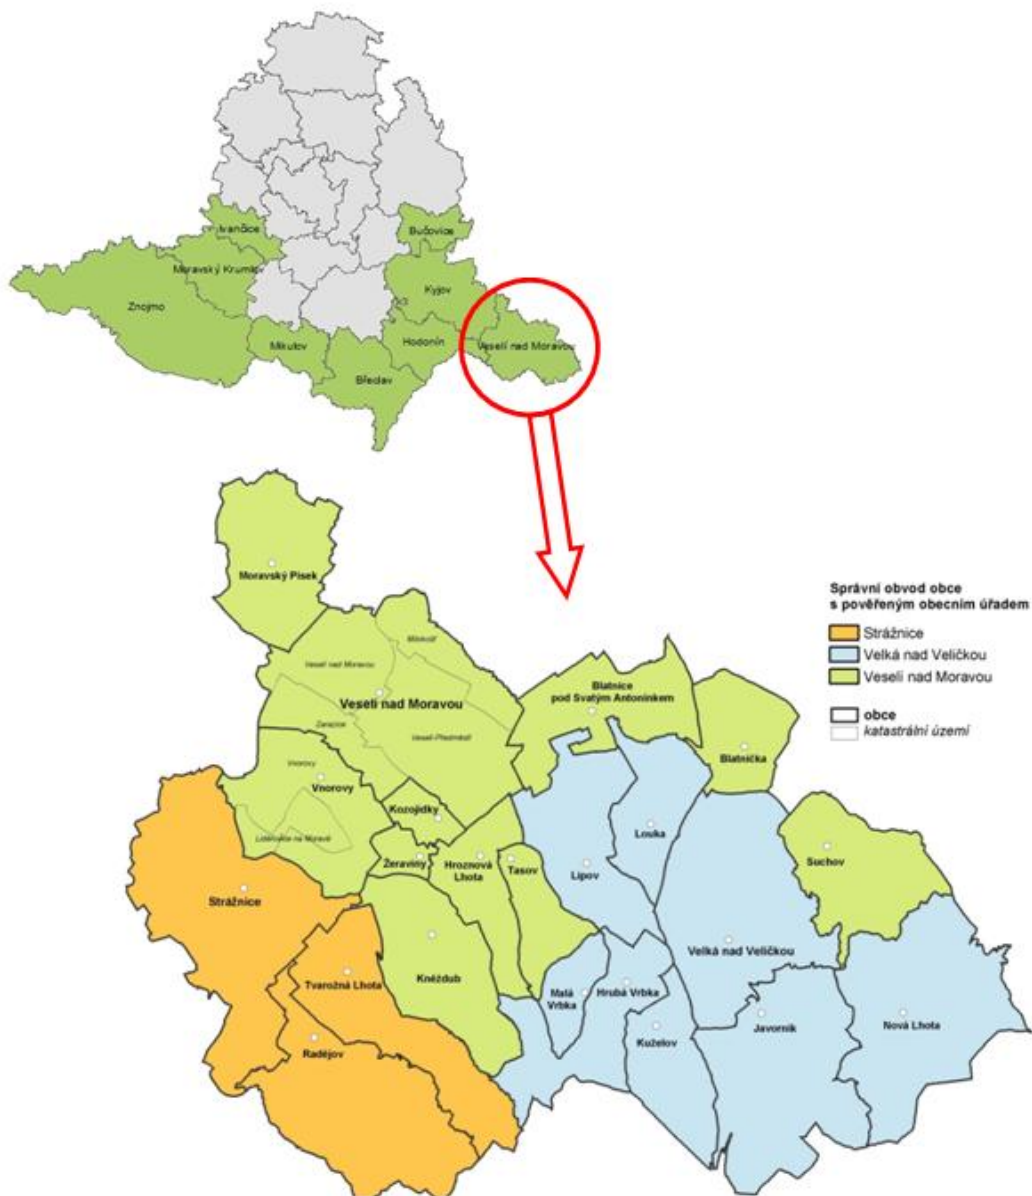 Ivančice
Bučovice
Moravský Krumlov
Kyjov
Znojmo
Hodonín
Veselí nad Moravou
Mikulov
Břeclav
Moravský Písek
Správní obvod obce
s pověřeným obecním úřadem
Strážnice
Velká nad Veličkou
Veselí nad Moravou
obce
katastrální území
Milokošť
Veselí nad Moravou
Veselí nad Moravou
Blatnice
pod Svatým Antonínkem
Zarazice
Veselí-Předměstí
Blatnička
Vnorovy
Vnorovy
Kozojídky
Lidéřovice na Moravě
Louka
Žeraviny
Hroznová
Lhota
Tasov
Lipov
Suchov
Strážnice
Velká nad Veličkou
Tvarožná Lhota
Kněždub
Malá
Vrbka
Hrubá Vrbka
Javorník
Nová Lhota
Radějov
Kuželov